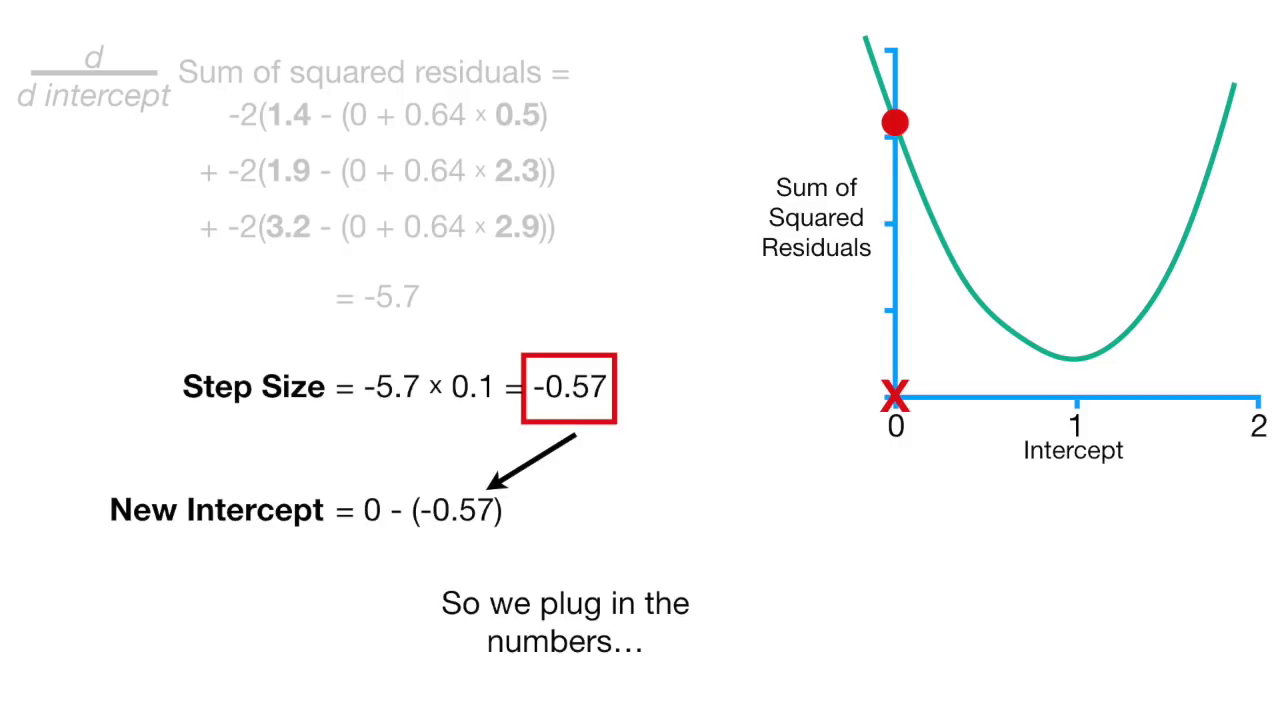 d
d intercept
Sum of squared residuals =
-2(1.4 - (0 + 0.64 x 0.5)
+ -2(1.9 - (0 + 0.64 x 2.3))
+ -2(3.2 - (0 + 0.64 x 2.9))
= -5.7
Step Size = -5.7 x 0.1 = -0.57
New Intercept = 0 - (-0.57)
So we plug in the
numbers…
Sum of
Squared
Residuals
X
0 1 2
Intercept